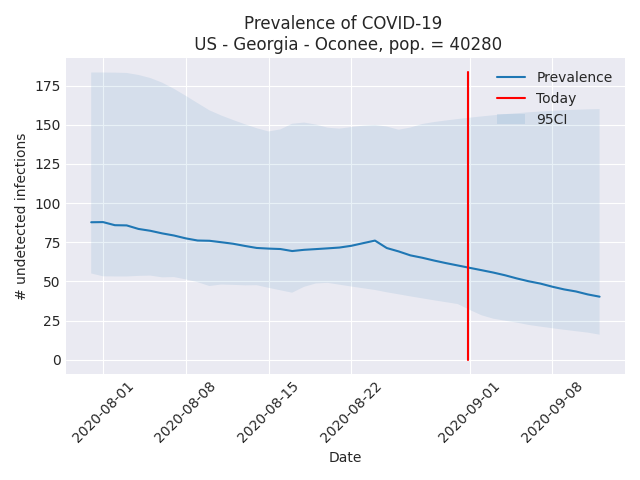 Prevalence of COVID-19
US - Georgia - Oconee, pop. = 40280
Prevalence
Today
95CI
175
150
125
100
75
50
25
0
# undetected infections
2020-08-01
2020-08-08
2020-08-15
2020-08-22
2020-09-01
2020-09-08
Date